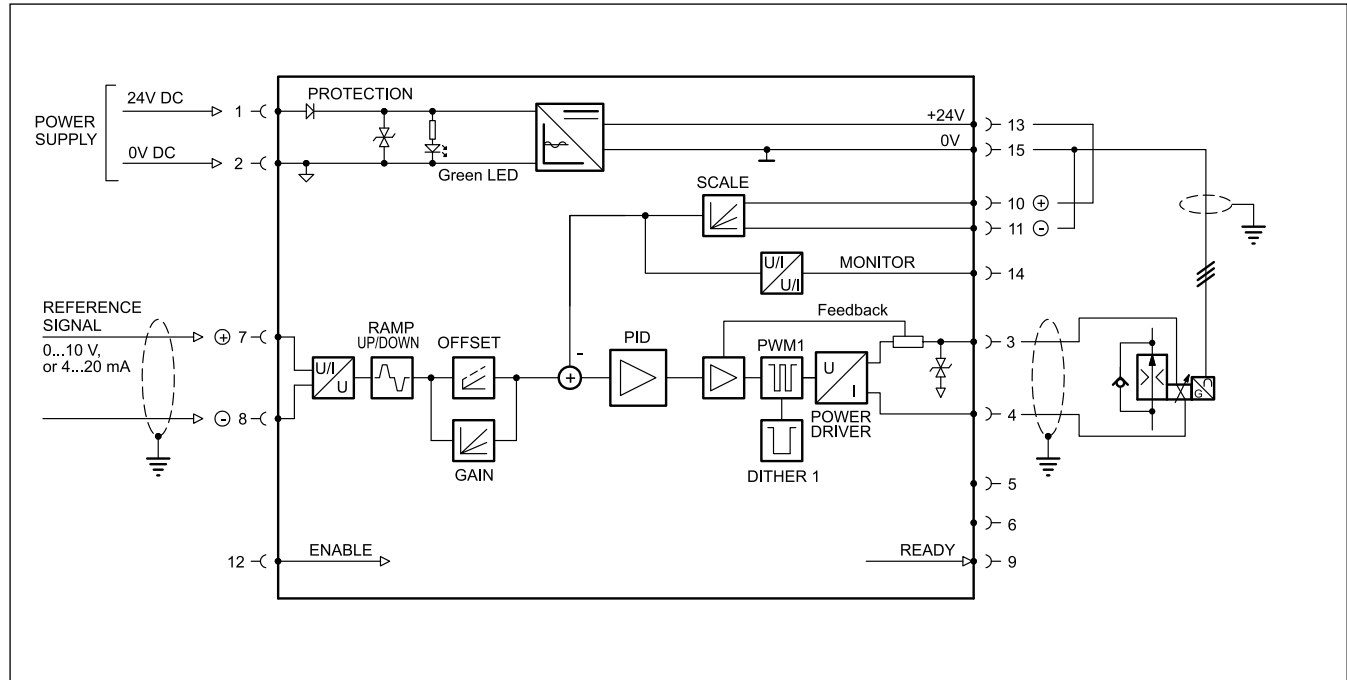 POWER
SUPPLY
24V DC
0V DC
1
2
PROTECTION
Green LED
+24V
0V
13
15
SCALE
10 +
11 -
U/I
U/I
MONITOR
14
REFERENCE
SIGNAL
0...10 V,
or 4...20 mA
+ 7
- 8
U/I
U
RAMP
UP/DOWN
OFFSET
GAIN
-
+
PID
Feedback
PWM1
DITHER 1
U
I
POWER
DRIVER
3
4
G
5
6
12
ENABLE
READY
9